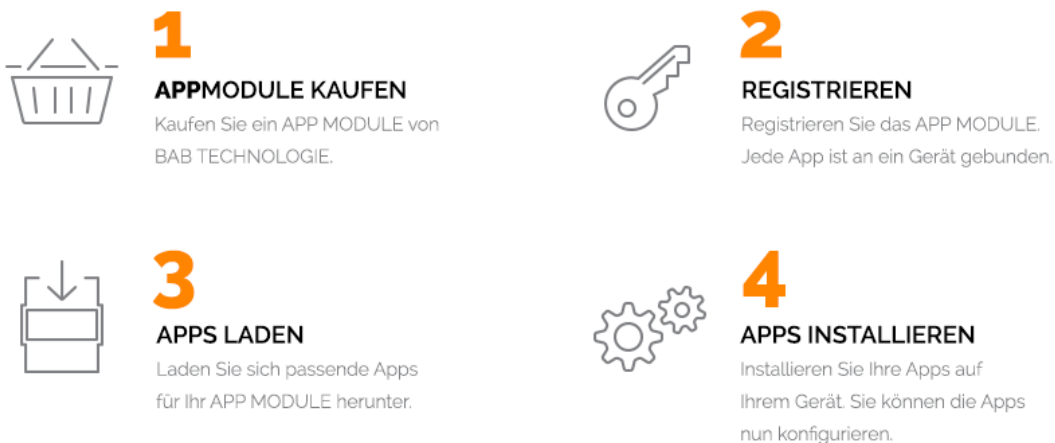 1
APPMODULE KAUFEN
Kaufen Sie ein APP MODULE von
BAB TECHNOLOGIE.
2
REGISTRIEREN
Registrieren Sie das APP MODULE.
Jede App ist an ein Gerät gebunden.
3
APPS LADEN
Laden Sie sich passende Apps
für Ihr APP MODULE herunter.
4
APPS INSTALLIEREN
Installieren Sie Ihre Apps auf
Ihrem Gerät. Sie können die Apps
nun konfigurieren.